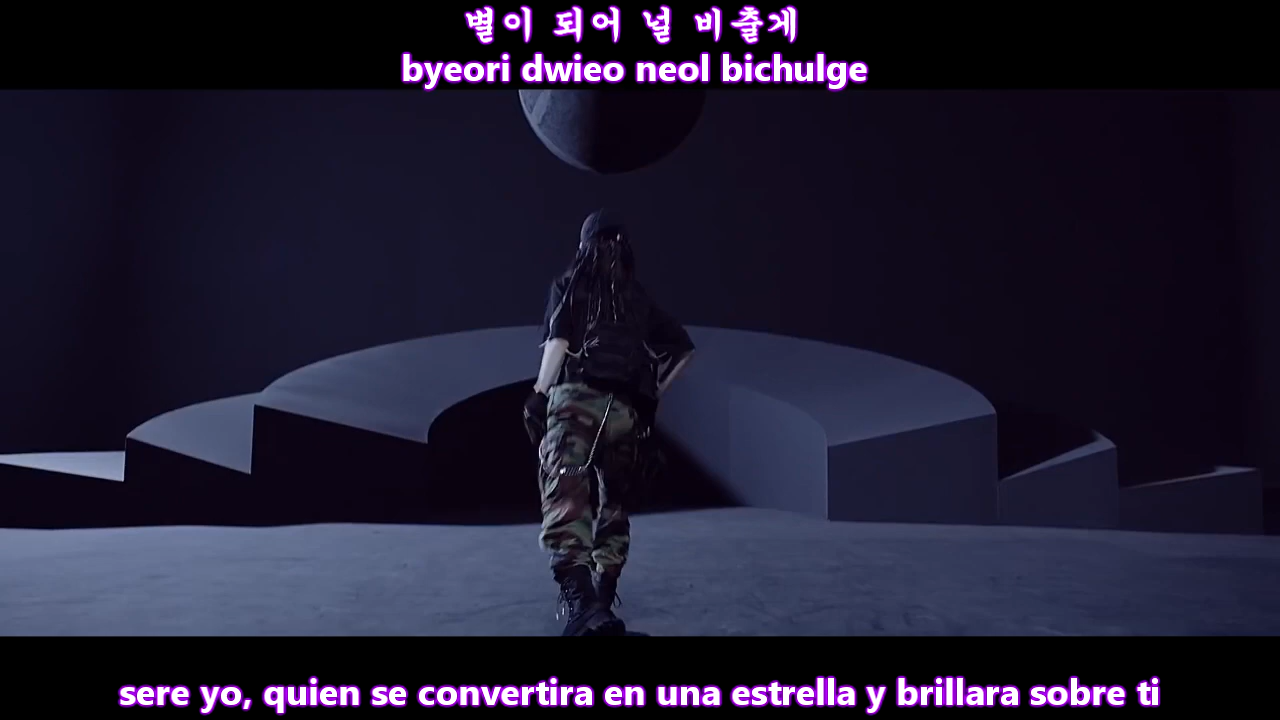 별이 되어 널 비출게
byeori dwieo neol bichulge
sere yo, quien se convertira en una estrella y brillara sobre ti